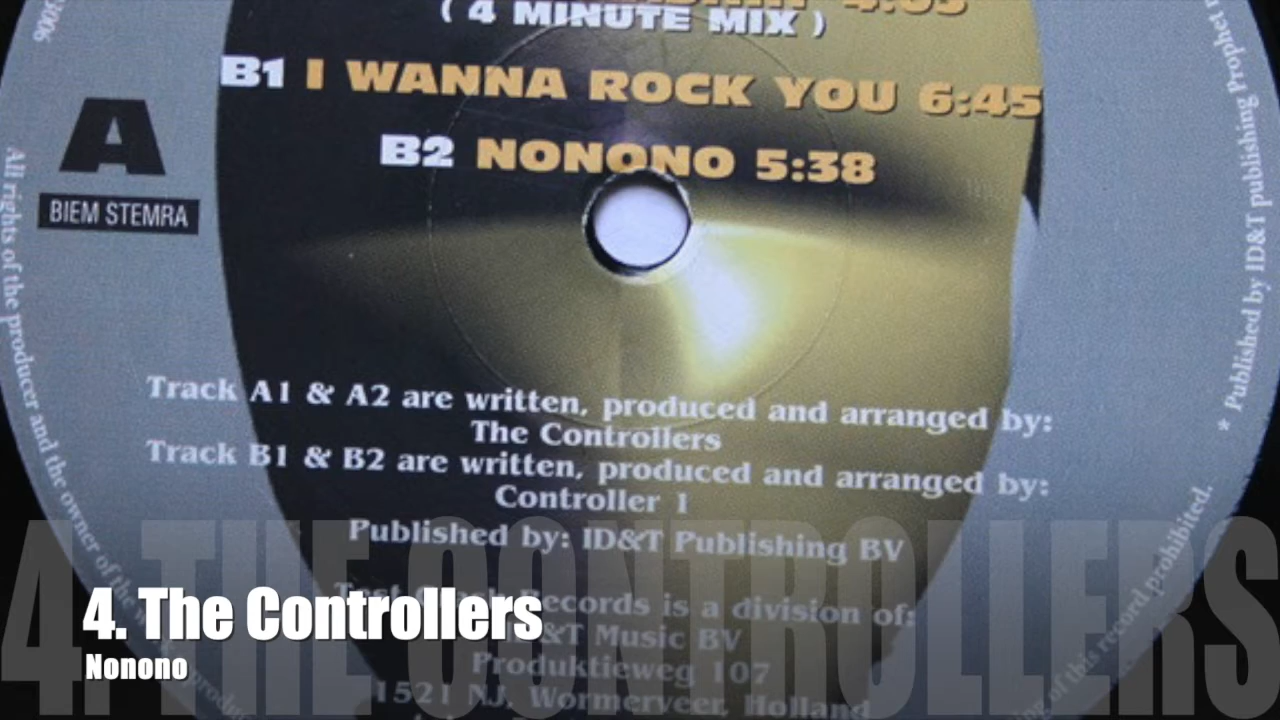 4:05
( 4 MINUTE MIX )
B1 I WANNA ROCK YOU 6:45
B2 NONONO 5:38
A
BIEM STEMRA
Track A1 & A2 are written, produced and arranged by:
The Controllers
Track B1 & B2 are written, produced and arranged by:
Controller 1
Published by: ID&T Publishing BV
Records is a division of:
ID&T Music BV
Produktieweg 107
1521 NJ, Wormerveer, Holland
All rights of the producer and the owner of the
* Published by ID&T publishing Prophet
of this record prohibited.
4. THE CONTROLLERS
4. The Controllers
Nonono